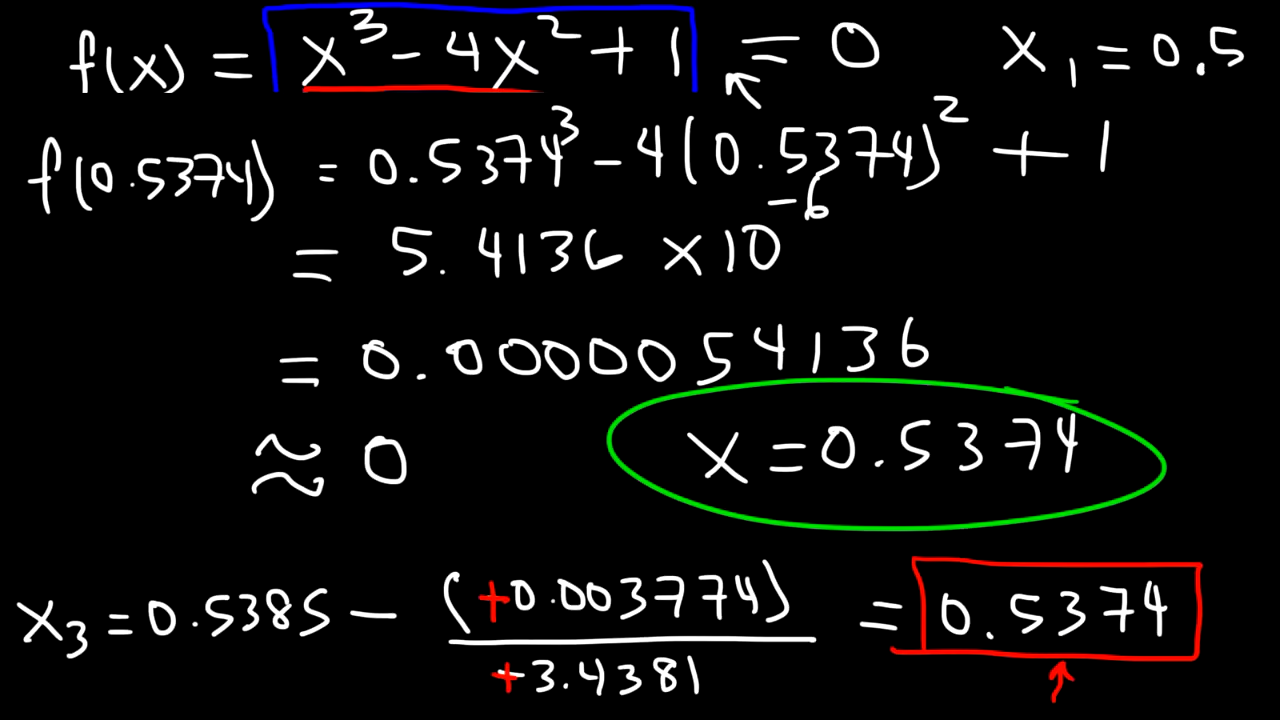 f(x) = x³ - 4x² + 1 = 0 x₁ = 0.5
f(0.5374) = 0.5374³ - 4(0.5374)² + 1
= 5.4136 × 10⁻⁶
= 0.0000054136
≈ 0 x = 0.5374
x₃ = 0.5385 - (+0.003774) / +3.4381 = 0.5374